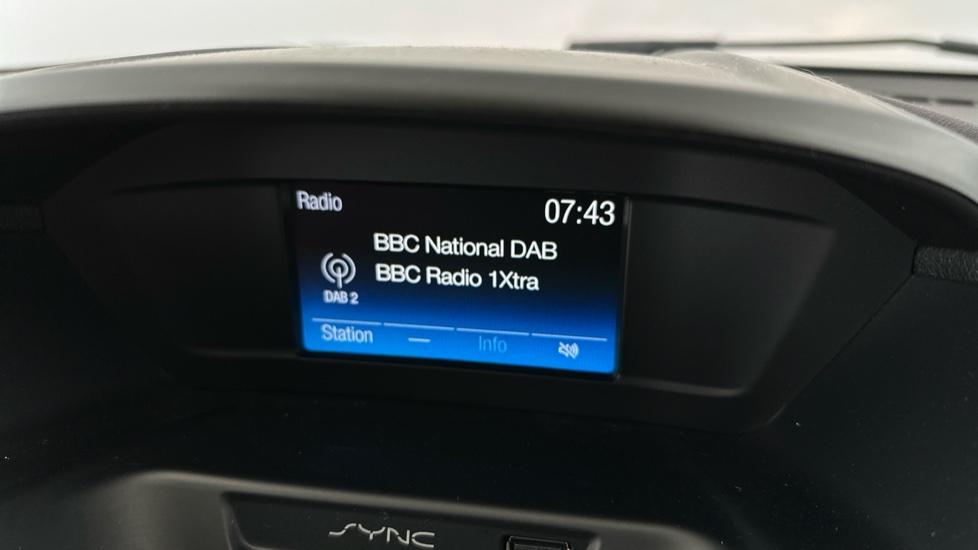 Radio 07:43
BBC National DAB
BBC Radio 1Xtra
DAB 2
Station — Info
SYNC